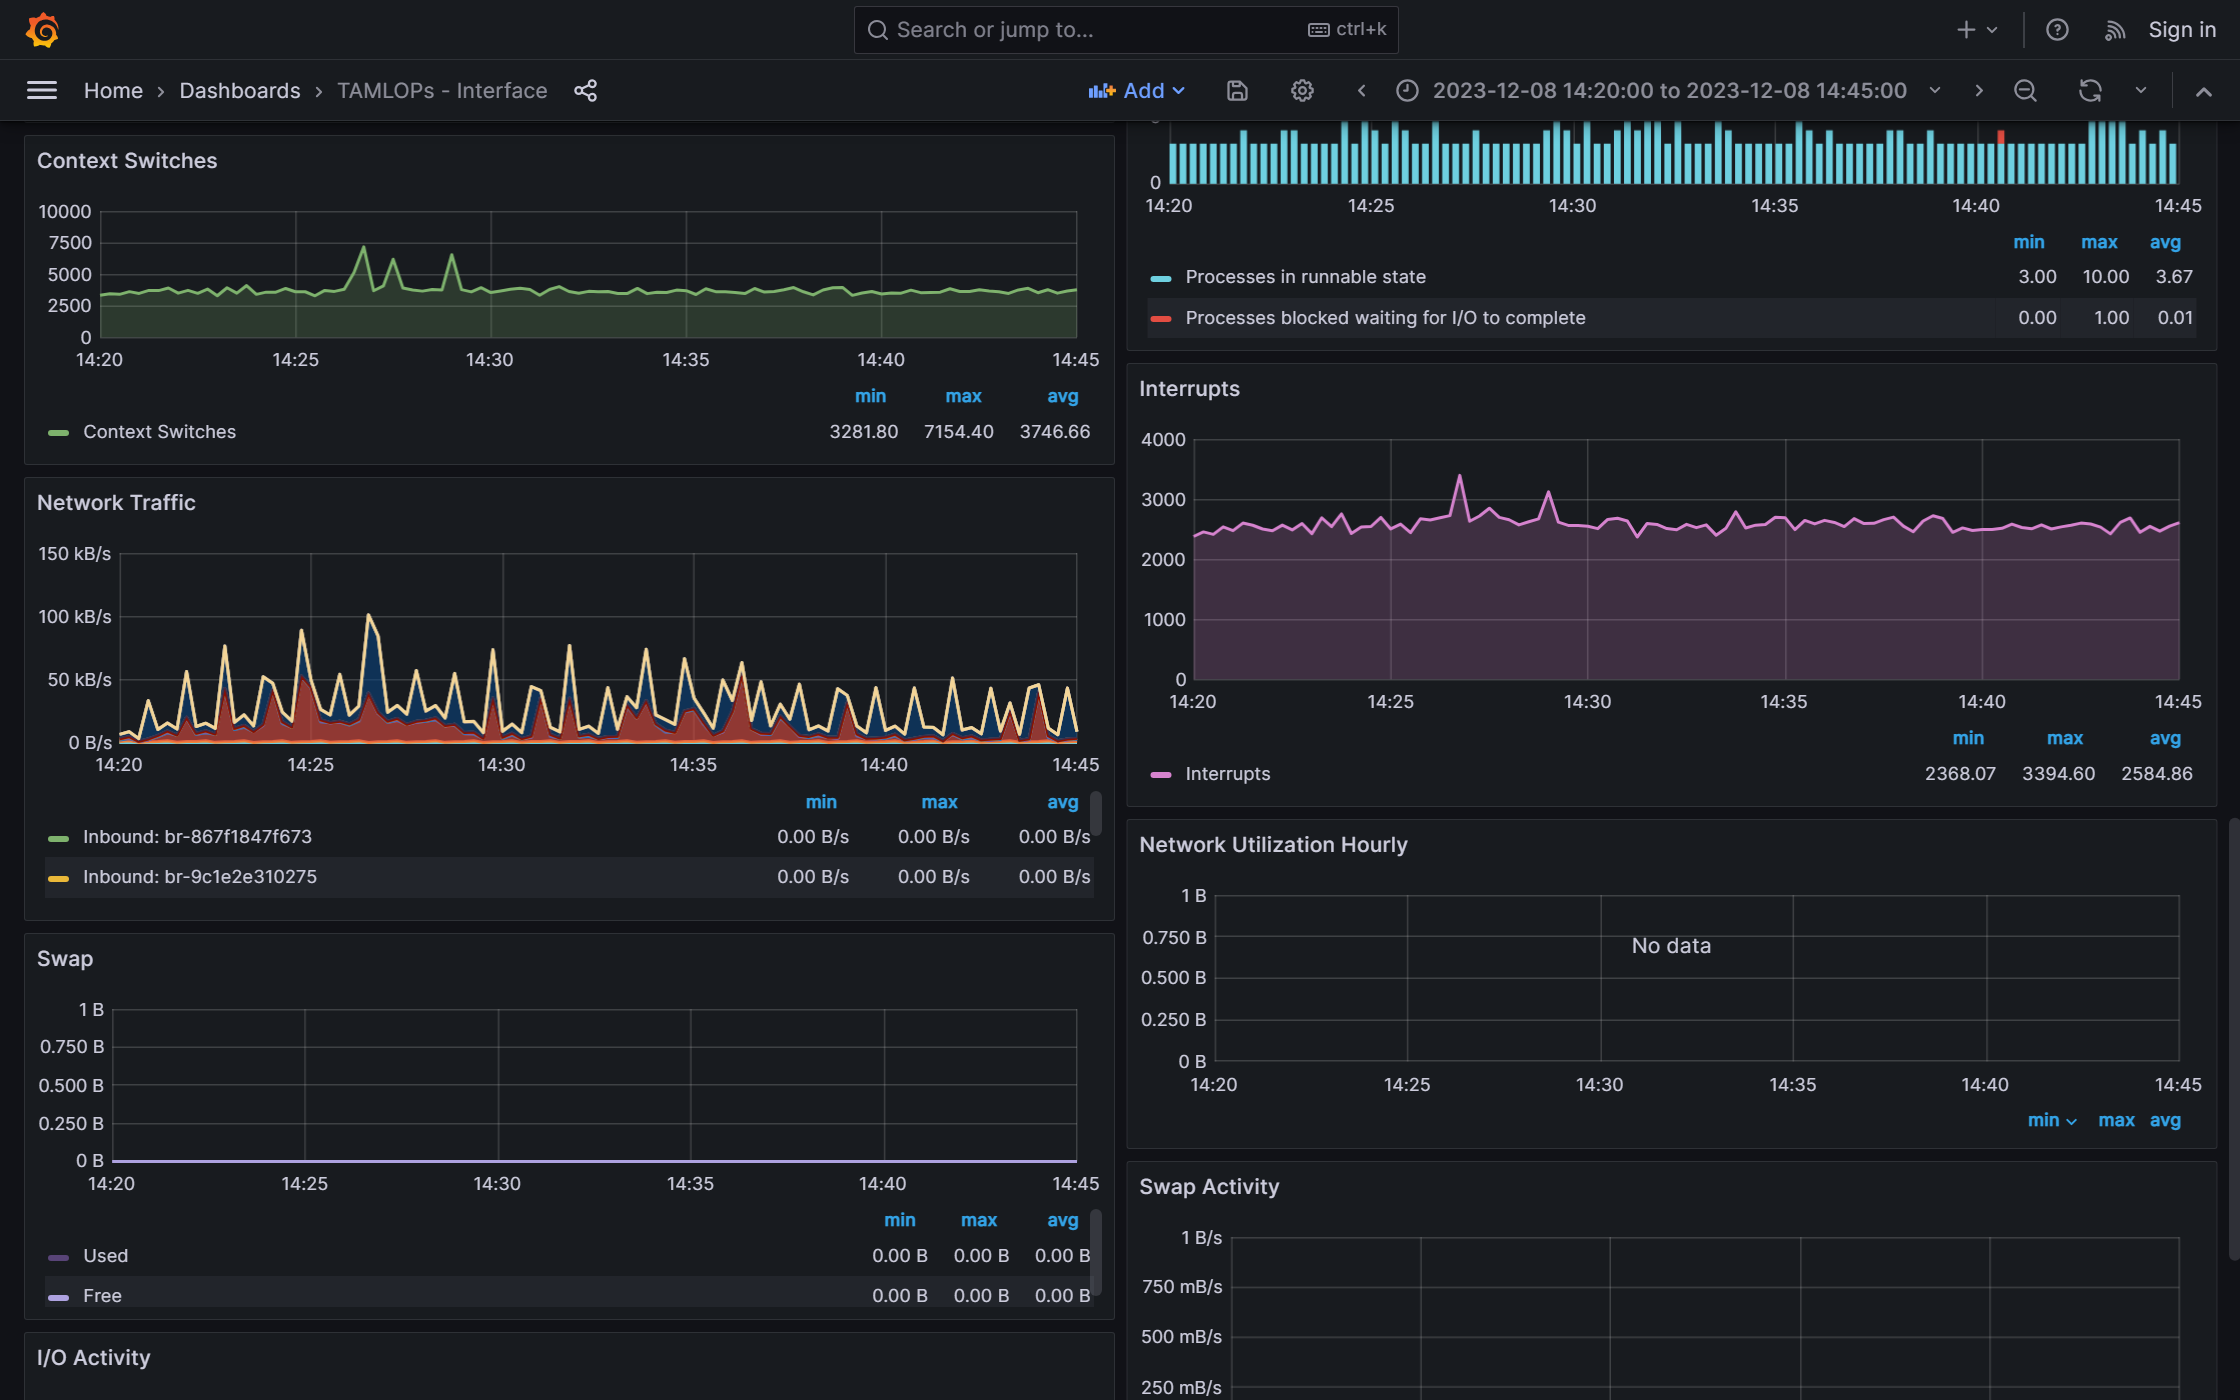 Search or jump to...
ctrl+k
Sign in
Home
Dashboards
TAMLOPs - Interface
Add
2023-12-08 14:20:00 to 2023-12-08 14:45:00
Context Switches
10000
7500
5000
2500
0
14:20 14:25 14:30 14:35 14:40 14:45
min max avg
Context Switches 3281.80 7154.40 3746.66
Network Traffic
150 kB/s
100 kB/s
50 kB/s
0 B/s
14:20 14:25 14:30 14:35 14:40 14:45
min max avg
Inbound: br-867f1847f673 0.00 B/s 0.00 B/s 0.00 B/s
Inbound: br-9c1e2e310275 0.00 B/s 0.00 B/s 0.00 B/s
Swap
1 B
0.750 B
0.500 B
0.250 B
0 B
14:20 14:25 14:30 14:35 14:40 14:45
min max avg
Used 0.00 B 0.00 B 0.00 B
Free 0.00 B 0.00 B 0.00 B
I/O Activity
0
14:20 14:25 14:30 14:35 14:40 14:45
min max avg
Processes in runnable state 3.00 10.00 3.67
Processes blocked waiting for I/O to complete 0.00 1.00 0.01
Interrupts
4000
3000
2000
1000
0
14:20 14:25 14:30 14:35 14:40 14:45
min max avg
Interrupts 2368.07 3394.60 2584.86
Network Utilization Hourly
1 B
0.750 B
No data
0.500 B
0.250 B
0 B
14:20 14:25 14:30 14:35 14:40 14:45
min max avg
Swap Activity
1 B/s
750 mB/s
500 mB/s
250 mB/s